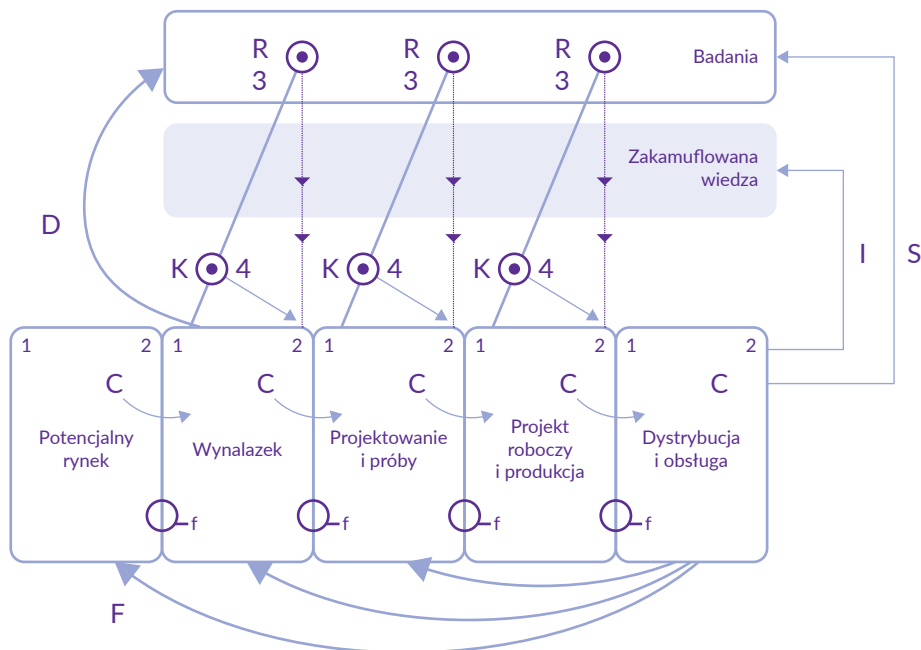 R R R Badania
3 3 3
Zakamuflowana
wiedza
D
I S
K 4 K 4 K 4
1 2 1 2 1 2 1 2 1 2
C C C C C
Potencjalny
rynek
Wynalazek
Projektowanie
i próby
Projekt
roboczy
i produkcja
Dystrybucja
i obsługa
f f f f
F